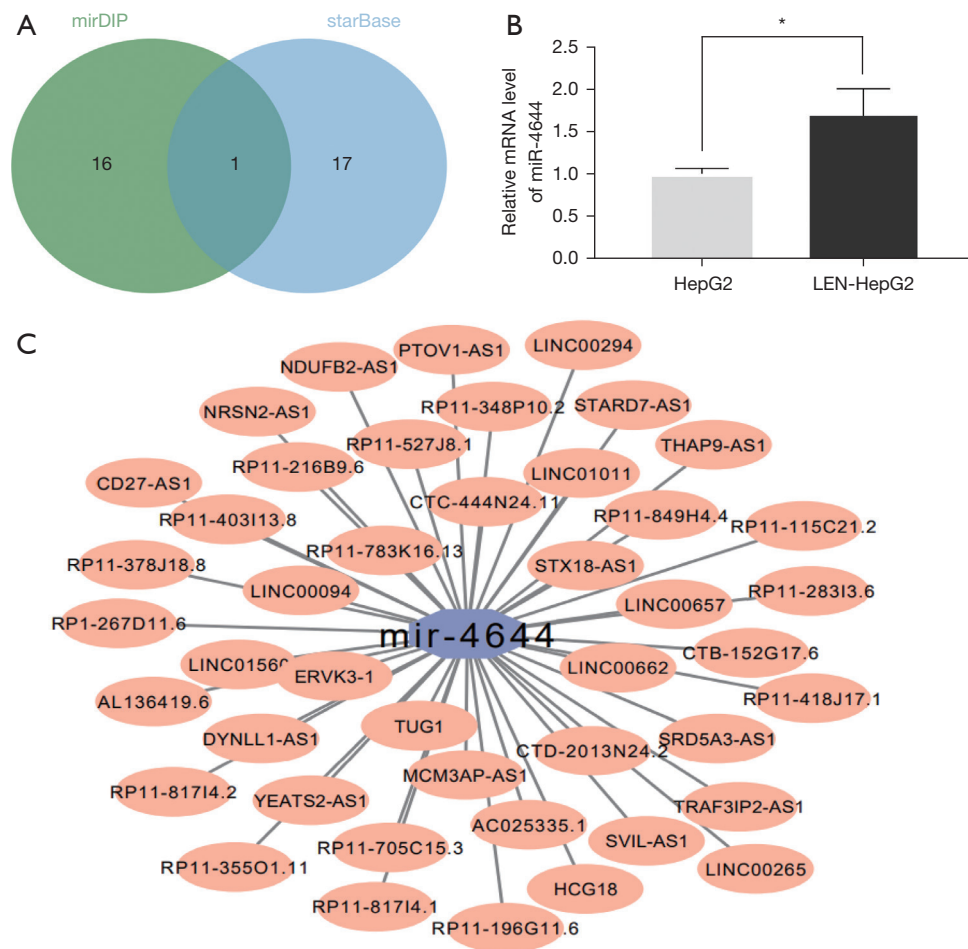 A
mirDIP
starBase
16
1
17
B
*
2.5
2.0
1.5
1.0
0.5
0.0
Relative mRNA level
of miR-4644
HepG2
LEN-HepG2
C
PTOV1-AS1
LINC00294
NDUFB2-AS1
NRSN2-AS1
RP11-348P10.2
STARD7-AS1
RP11-527J8.1
THAP9-AS1
RP11-216B9.6
LINC01011
CD27-AS1
CTC-444N24.11
RP11-403I13.8
RP11-849H4.4
RP11-115C21.2
RP11-783K16.13
RP11-378J18.8
STX18-AS1
LINC00094
RP11-283I3.6
LINC00657
RP1-267D11.6
mir-4644
CTB-152G17.6
LINC01560
LINC00662
ERVK3-1
AL136419.6
RP11-418J17.1
TUG1
DYNLL1-AS1
SRD5A3-AS1
CTD-2013N24.2
MCM3AP-AS1
RP11-817I4.2
YEATS2-AS1
TRAF3IP2-AS1
AC025335.1
SVIL-AS1
RP11-705C15.3
RP11-355O1.11
LINC00265
HCG18
RP11-817I4.1
RP11-196G11.6